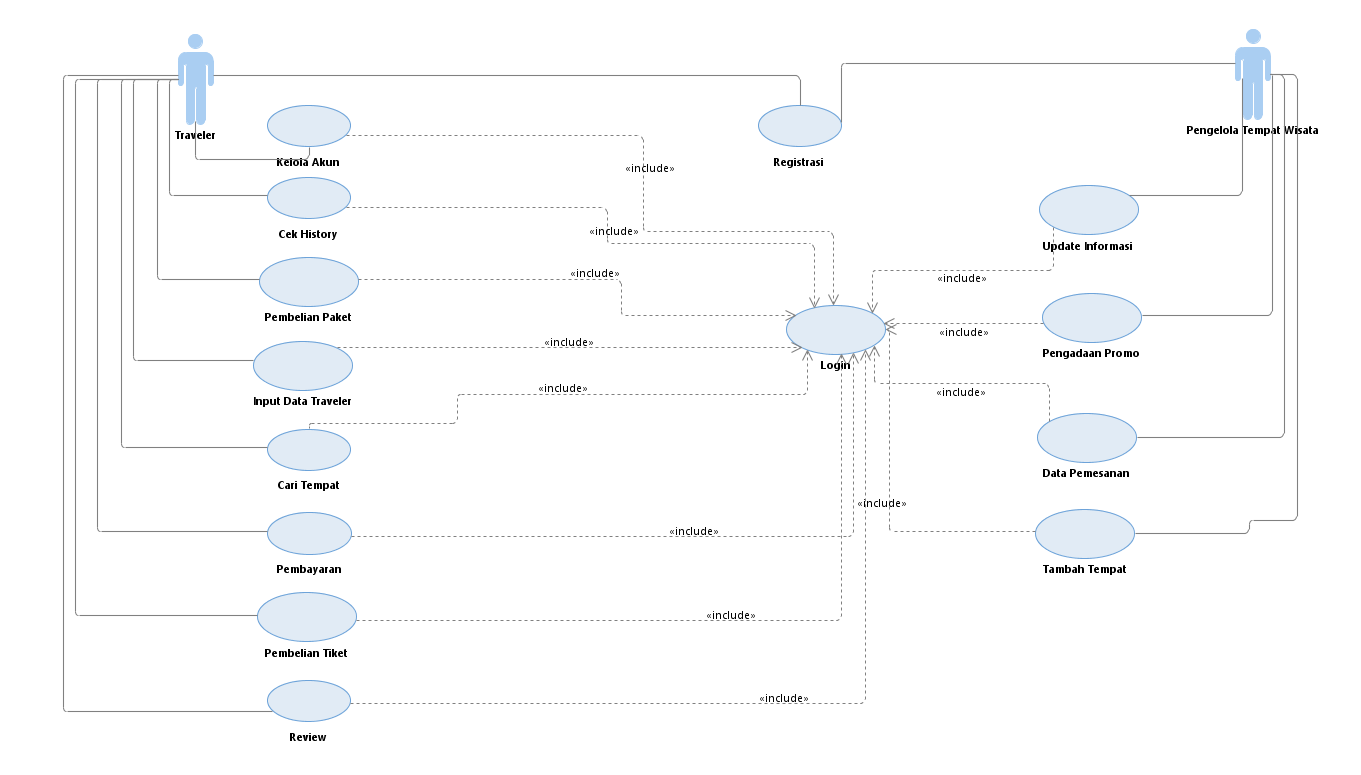 Traveler
Pengelola Tempat Wisata
Kelola Akun
Registrasi
«include»
Cek History
«include»
Update Informasi
«include»
«include»
Pembelian Paket
«include»
Pengadaan Promo
«include»
Login
Input Data Traveler
«include»
«include»
Cari Tempat
Data Pemesanan
«include»
Pembayaran
«include»
Tambah Tempat
«include»
Pembelian Tiket
«include»
Review